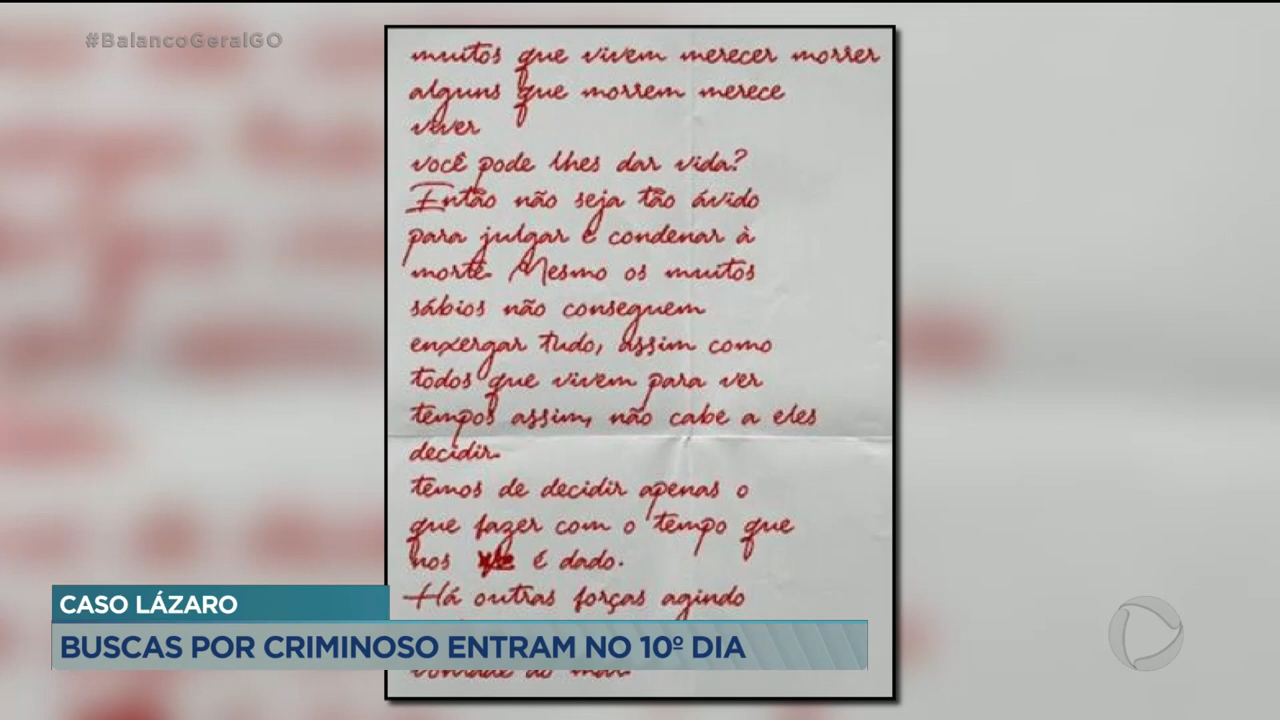 #BalancoGeralGO
muitos que vivem merecer morrer
alguns que morrem merece
viver
você pode lhes dar vida?
Então não seja tão ávido
para julgar e condenar à
morte. Mesmo os muitos
sábios não conseguem
enxergar tudo, assim como
todos que vivem para ver
tempos assim, não cabe a eles
decidir.
temos de decidir apenas o
que fazer com o tempo que
nos é dado.
Há outras forças agindo
CASO LÁZARO
BUSCAS POR CRIMINOSO ENTRAM NO 10º DIA
do mal.